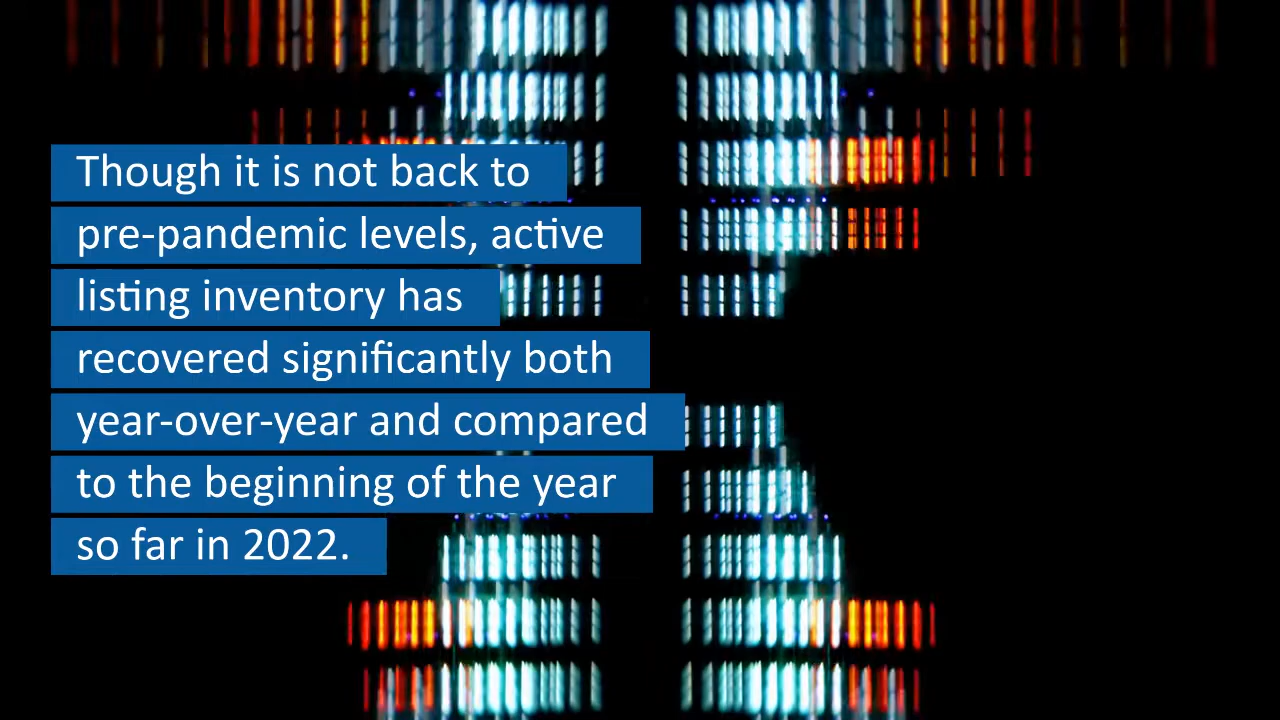 Though it is not back to
pre-pandemic levels, active
listing inventory has
recovered significantly both
year-over-year and compared
to the beginning of the year
so far in 2022.